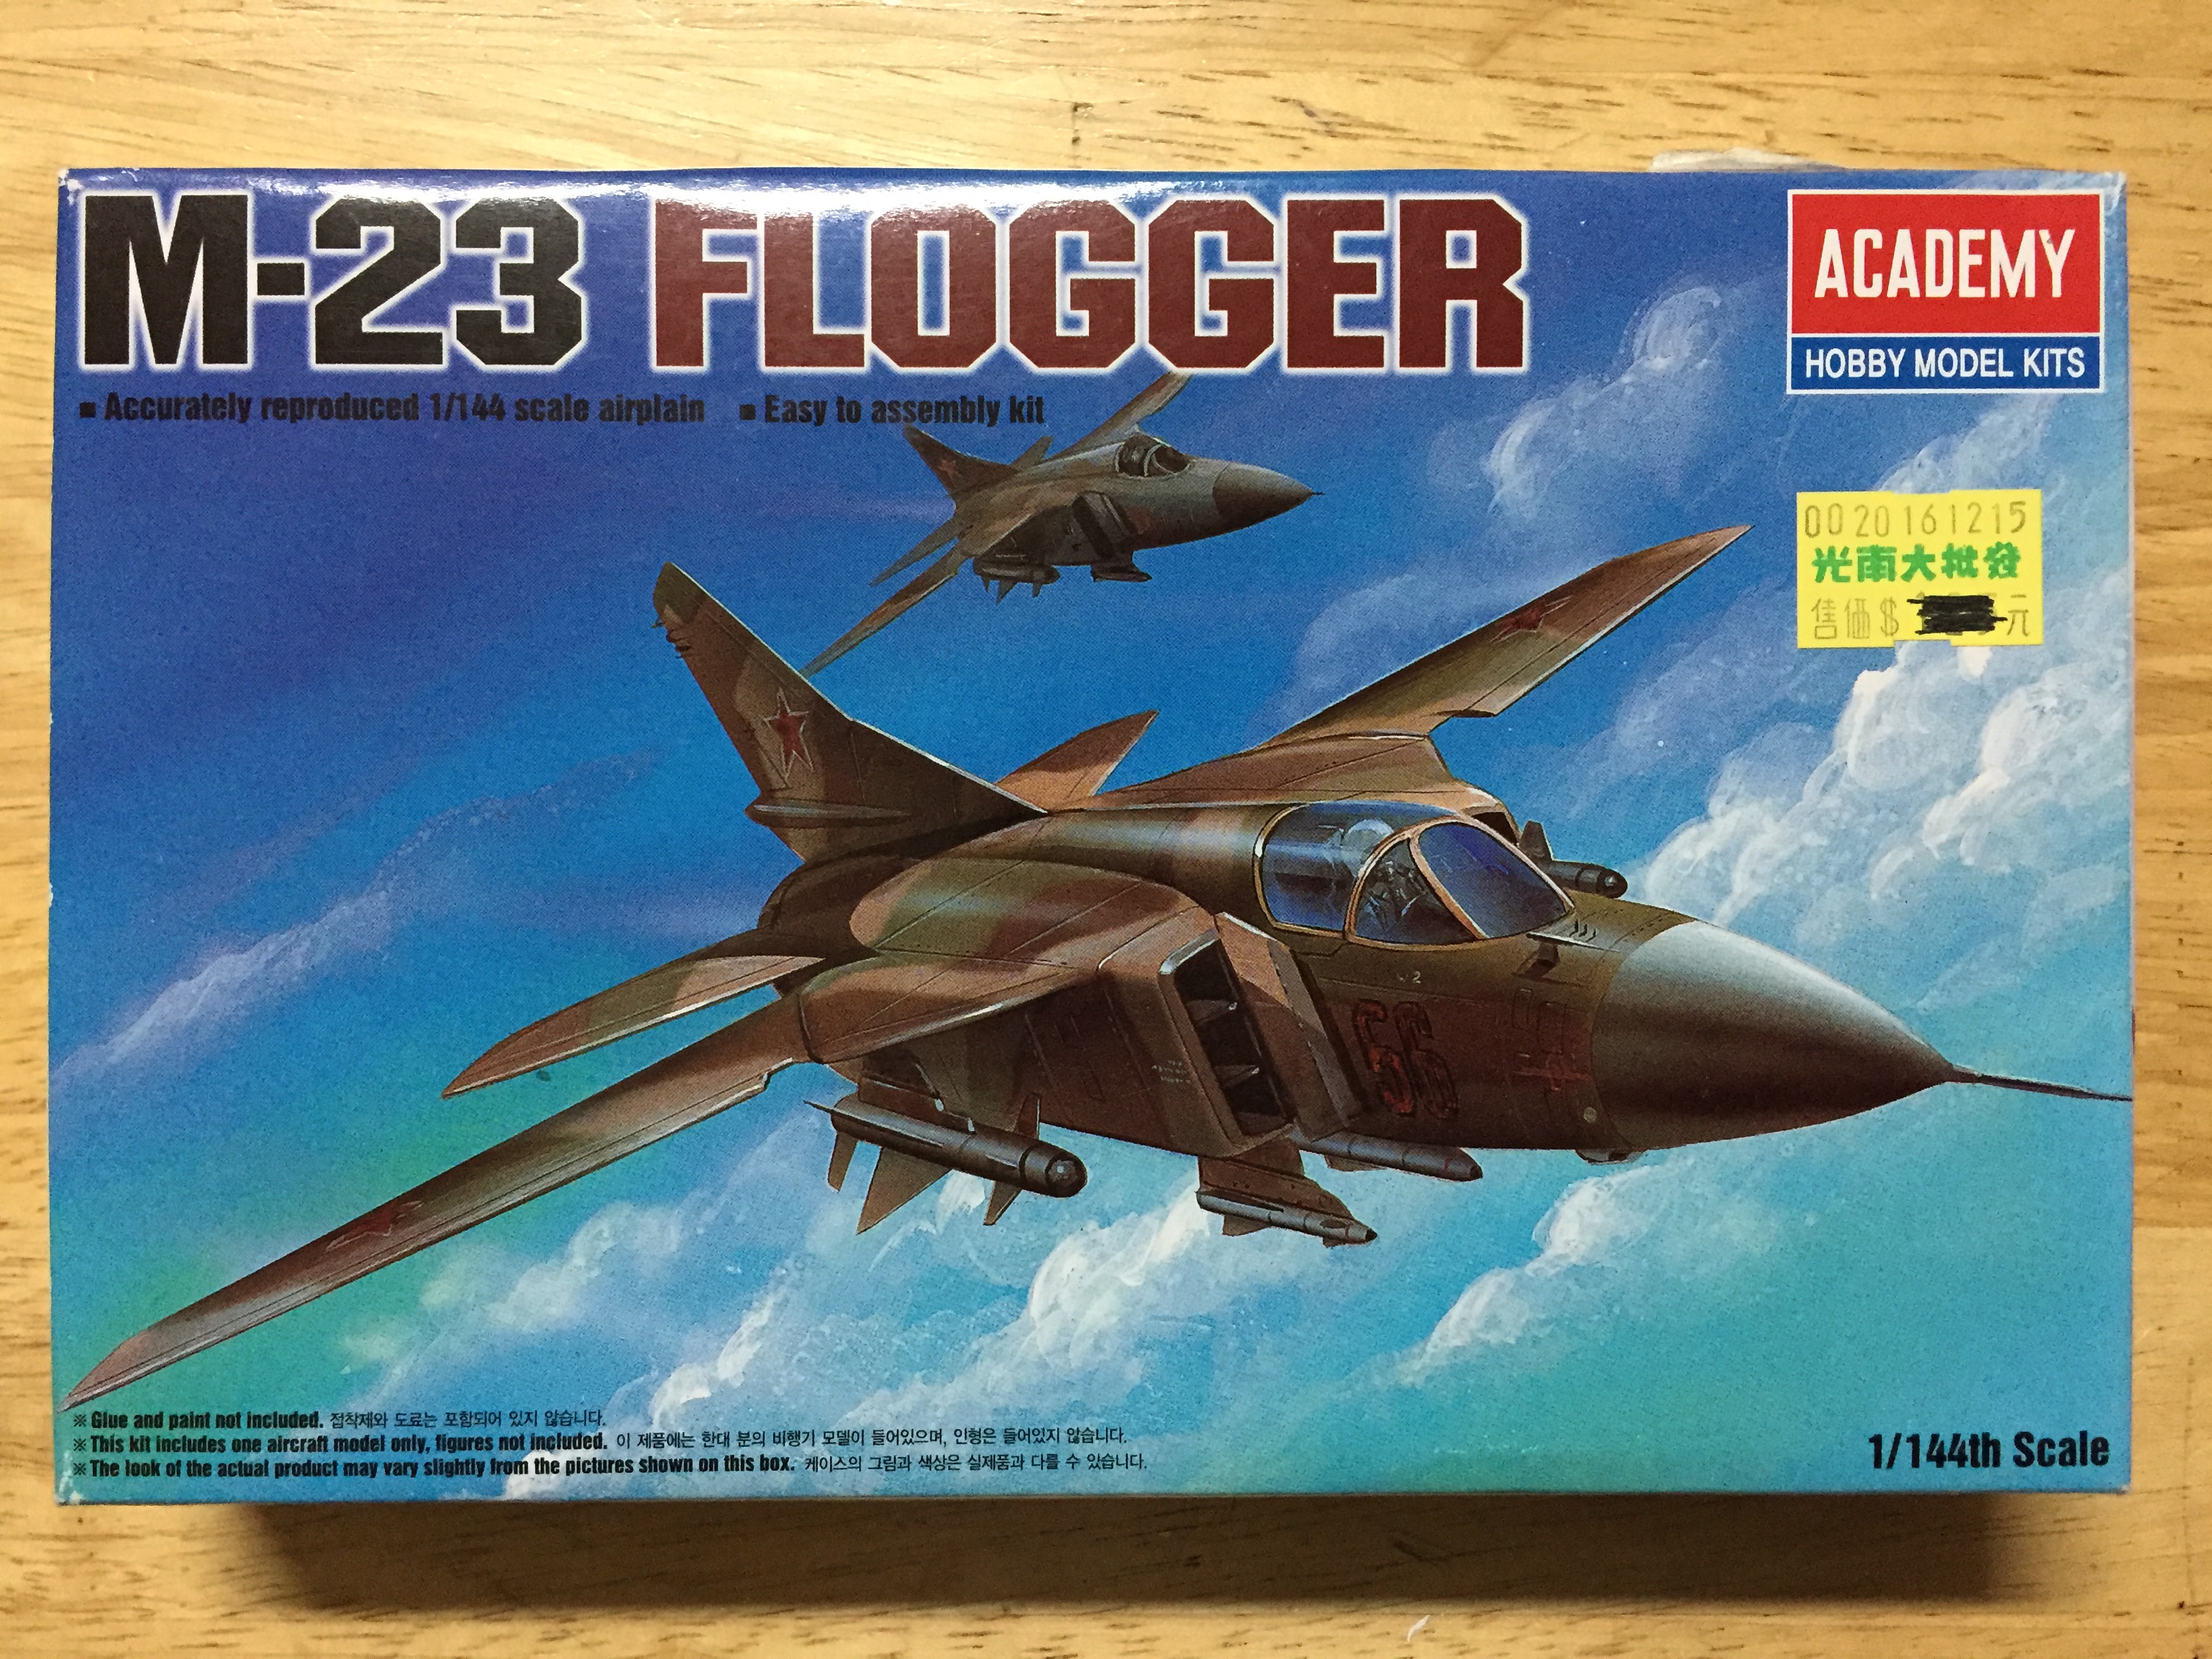 M-23 FLOGGER
ACADEMY
HOBBY MODEL KITS
■ Accurately reproduced 1/144 scale airplain ■ Easy to assembly kit
00 20161215
光南大批發
售価$ 元
66
※ Glue and paint not included. 접착제와 도료는 포함되어 있지 않습니다.
※ This kit includes one aircraft model only, figures not included. 이 제품에는 한대 분의 비행기 모델이 들어있으며, 인형은 들어있지 않습니다.
※ The look of the actual product may vary slightly from the pictures shown on this box. 케이스의 그림과 색상은 실제품과 다를 수 있습니다.
1/144th Scale